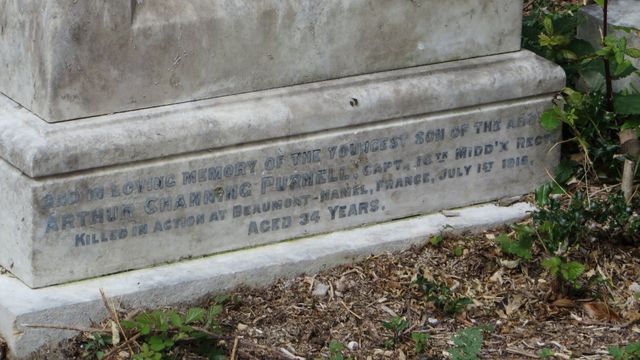 AND IN LOVING MEMORY OF THE YOUNGEST SON OF THE ABOVE
ARTHUR CHANNING PURNELL, CAPT., 16TH MIDD'X REGT
KILLED IN ACTION AT BEAUMONT-HAMEL, FRANCE, JULY 1ST 1916,
AGED 34 YEARS.